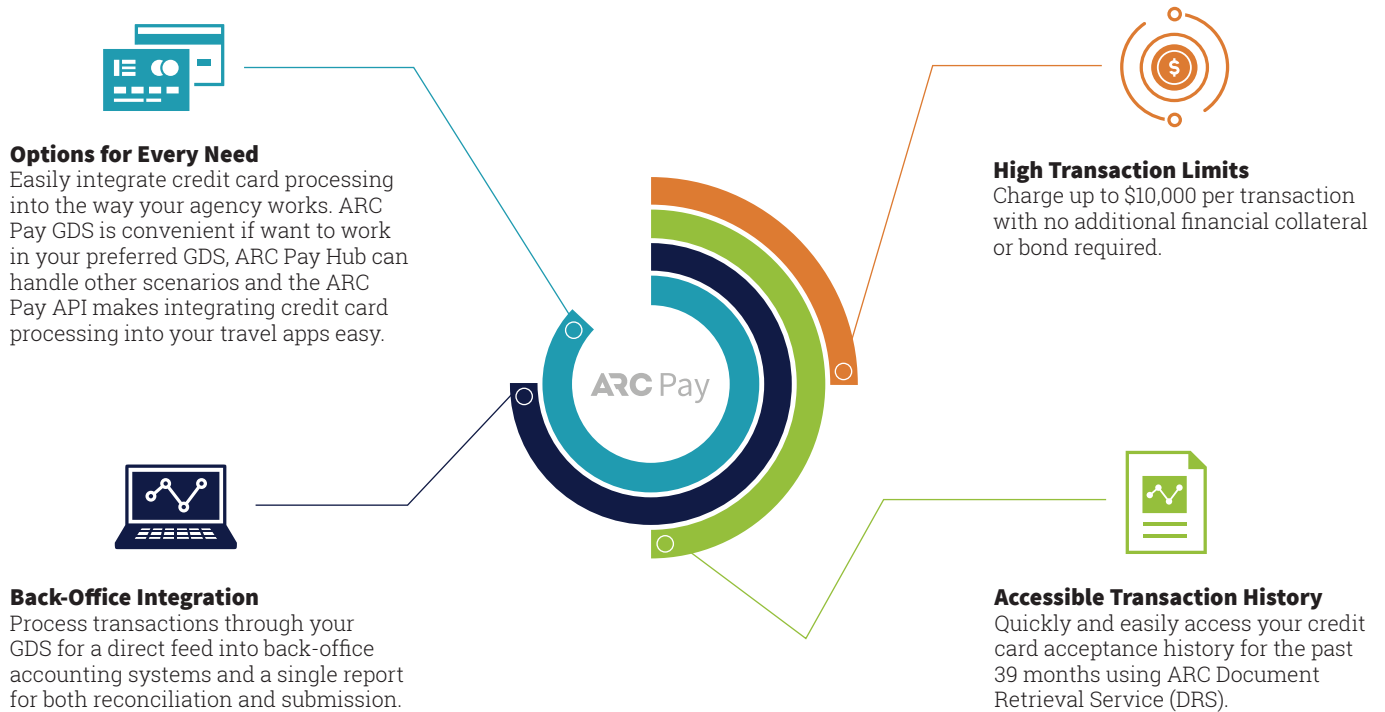 Options for Every Need
Easily integrate credit card processing
into the way your agency works. ARC
Pay GDS is convenient if want to work
in your preferred GDS, ARC Pay Hub can
handle other scenarios and the ARC
Pay API makes integrating credit card
processing into your travel apps easy.
$
High Transaction Limits
Charge up to $10,000 per transaction
with no additional financial collateral
or bond required.
ARC Pay
Back-Office Integration
Process transactions through your
GDS for a direct feed into back-office
accounting systems and a single report
for both reconciliation and submission.
Accessible Transaction History
Quickly and easily access your credit
card acceptance history for the past
39 months using ARC Document
Retrieval Service (DRS).